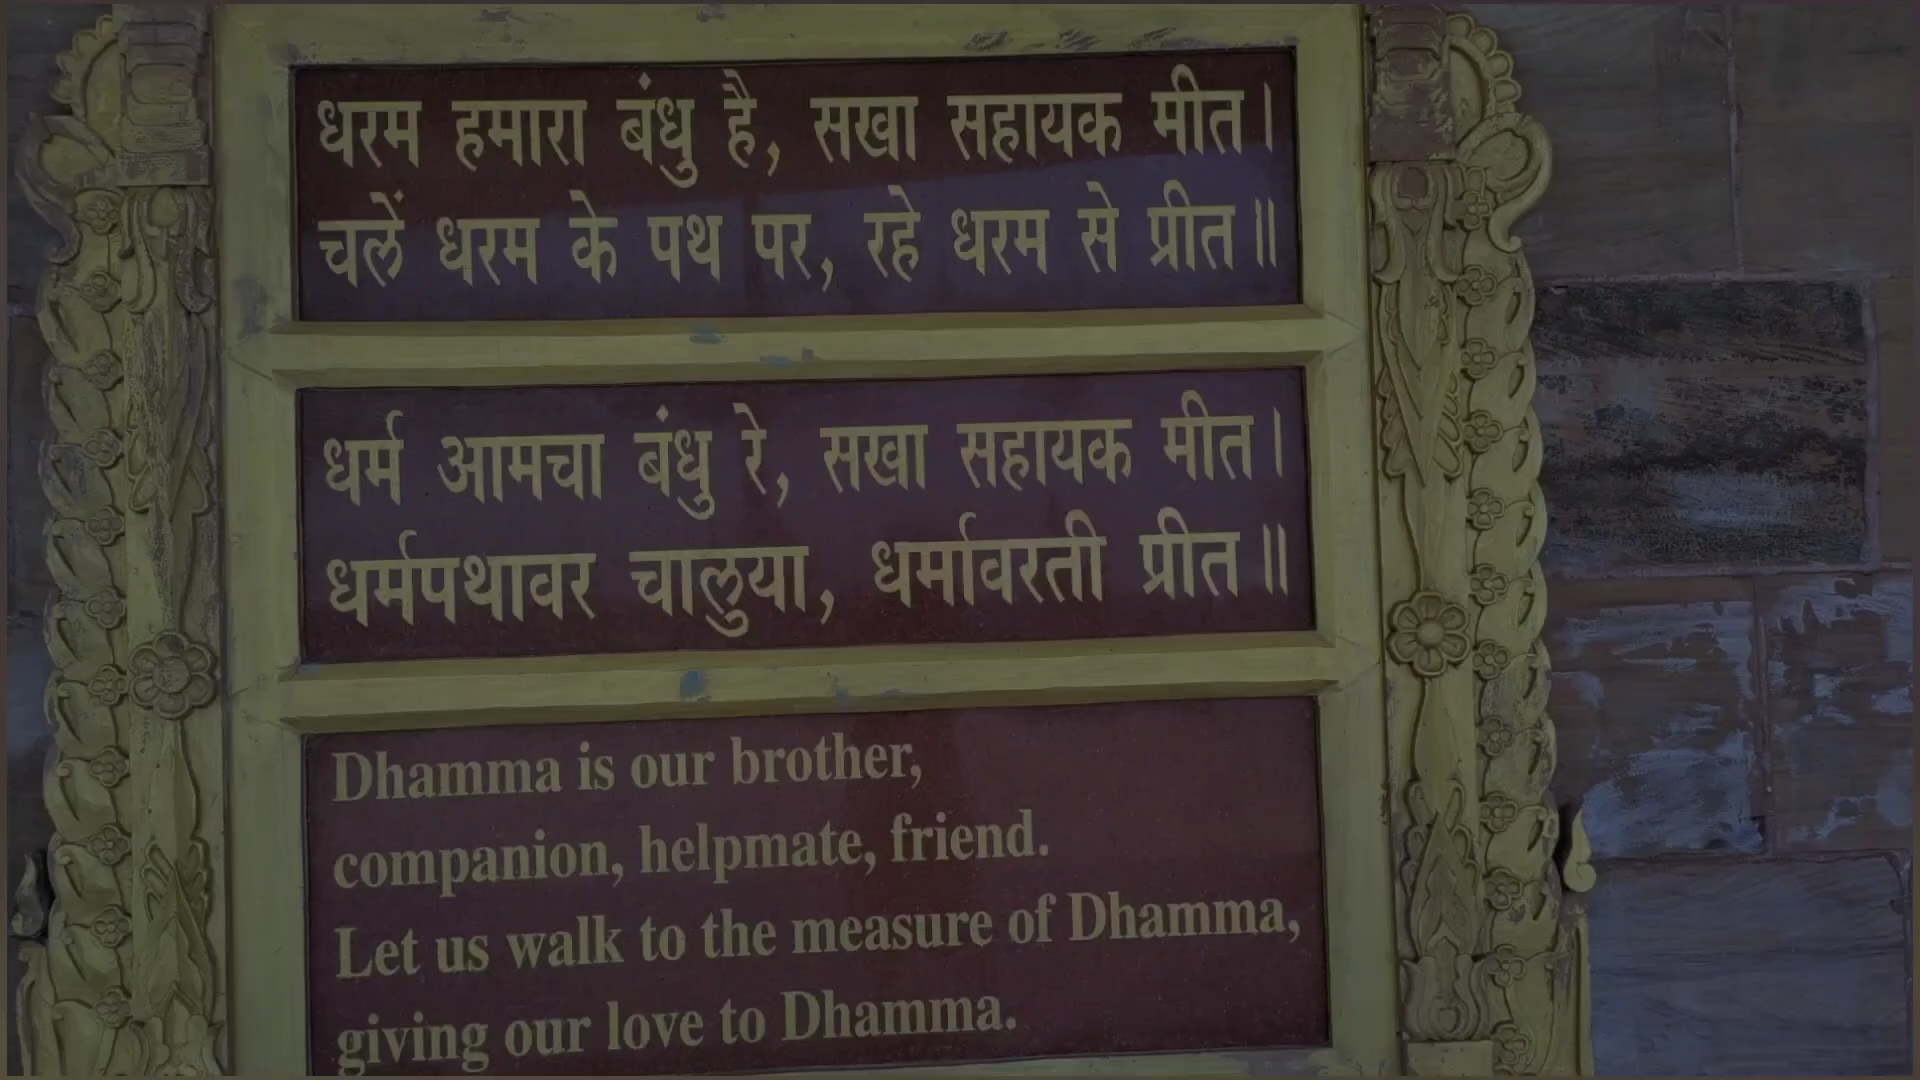 धरम हमारा बंधु है, सखा सहायक मीत।
चलें धरम के पथ पर, रहे धरम से प्रीत॥
धर्म आमचा बंधु रे, सखा सहायक मीत।
धर्मपथावर चालुया, धर्मावरती प्रीत॥
Dhamma is our brother,
companion, helpmate, friend.
Let us walk to the measure of Dhamma,
giving our love to Dhamma.